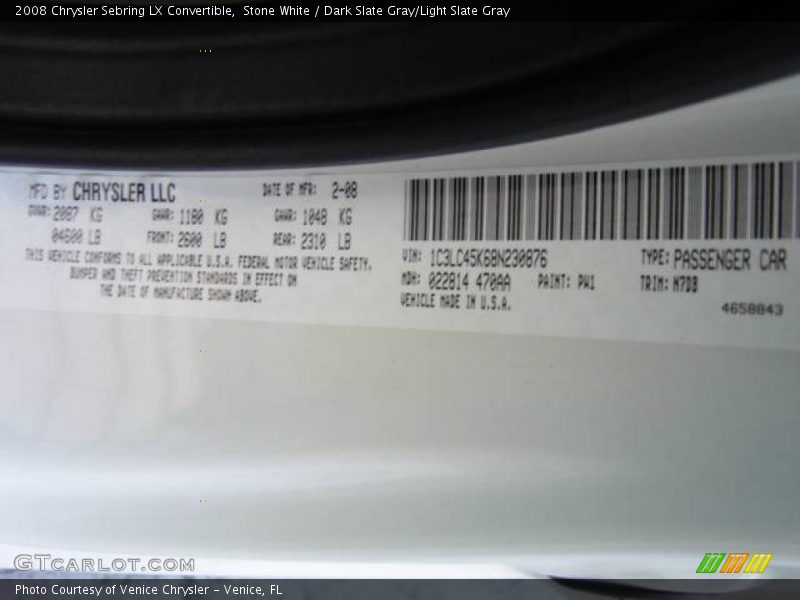 2008 Chrysler Sebring LX Convertible,  Stone White / Dark Slate Gray/Light Slate Gray
MFD BY CHRYSLER LLC DATE OF MFR: 2-08
GVWR: 2087 KG GAWR: 1180 KG GAWR: 1048 KG
04600 LB FRONT: 2600 LB REAR: 2310 LB
THIS VEHICLE CONFORMS TO ALL APPLICABLE U.S.A. FEDERAL MOTOR VEHICLE SAFETY,
BUMPER AND THEFT PREVENTION STANDARDS IN EFFECT ON
THE DATE OF MANUFACTURE SHOWN ABOVE.
VIN: 1C3LC45K68N230876 TYPE: PASSENGER CAR
MDH: 022814 470AA PAINT: PW1 TRIM: M7DB
VEHICLE MADE IN U.S.A.
4658843
GTCARLOT.COM
Photo Courtesy of Venice Chrysler - Venice, FL